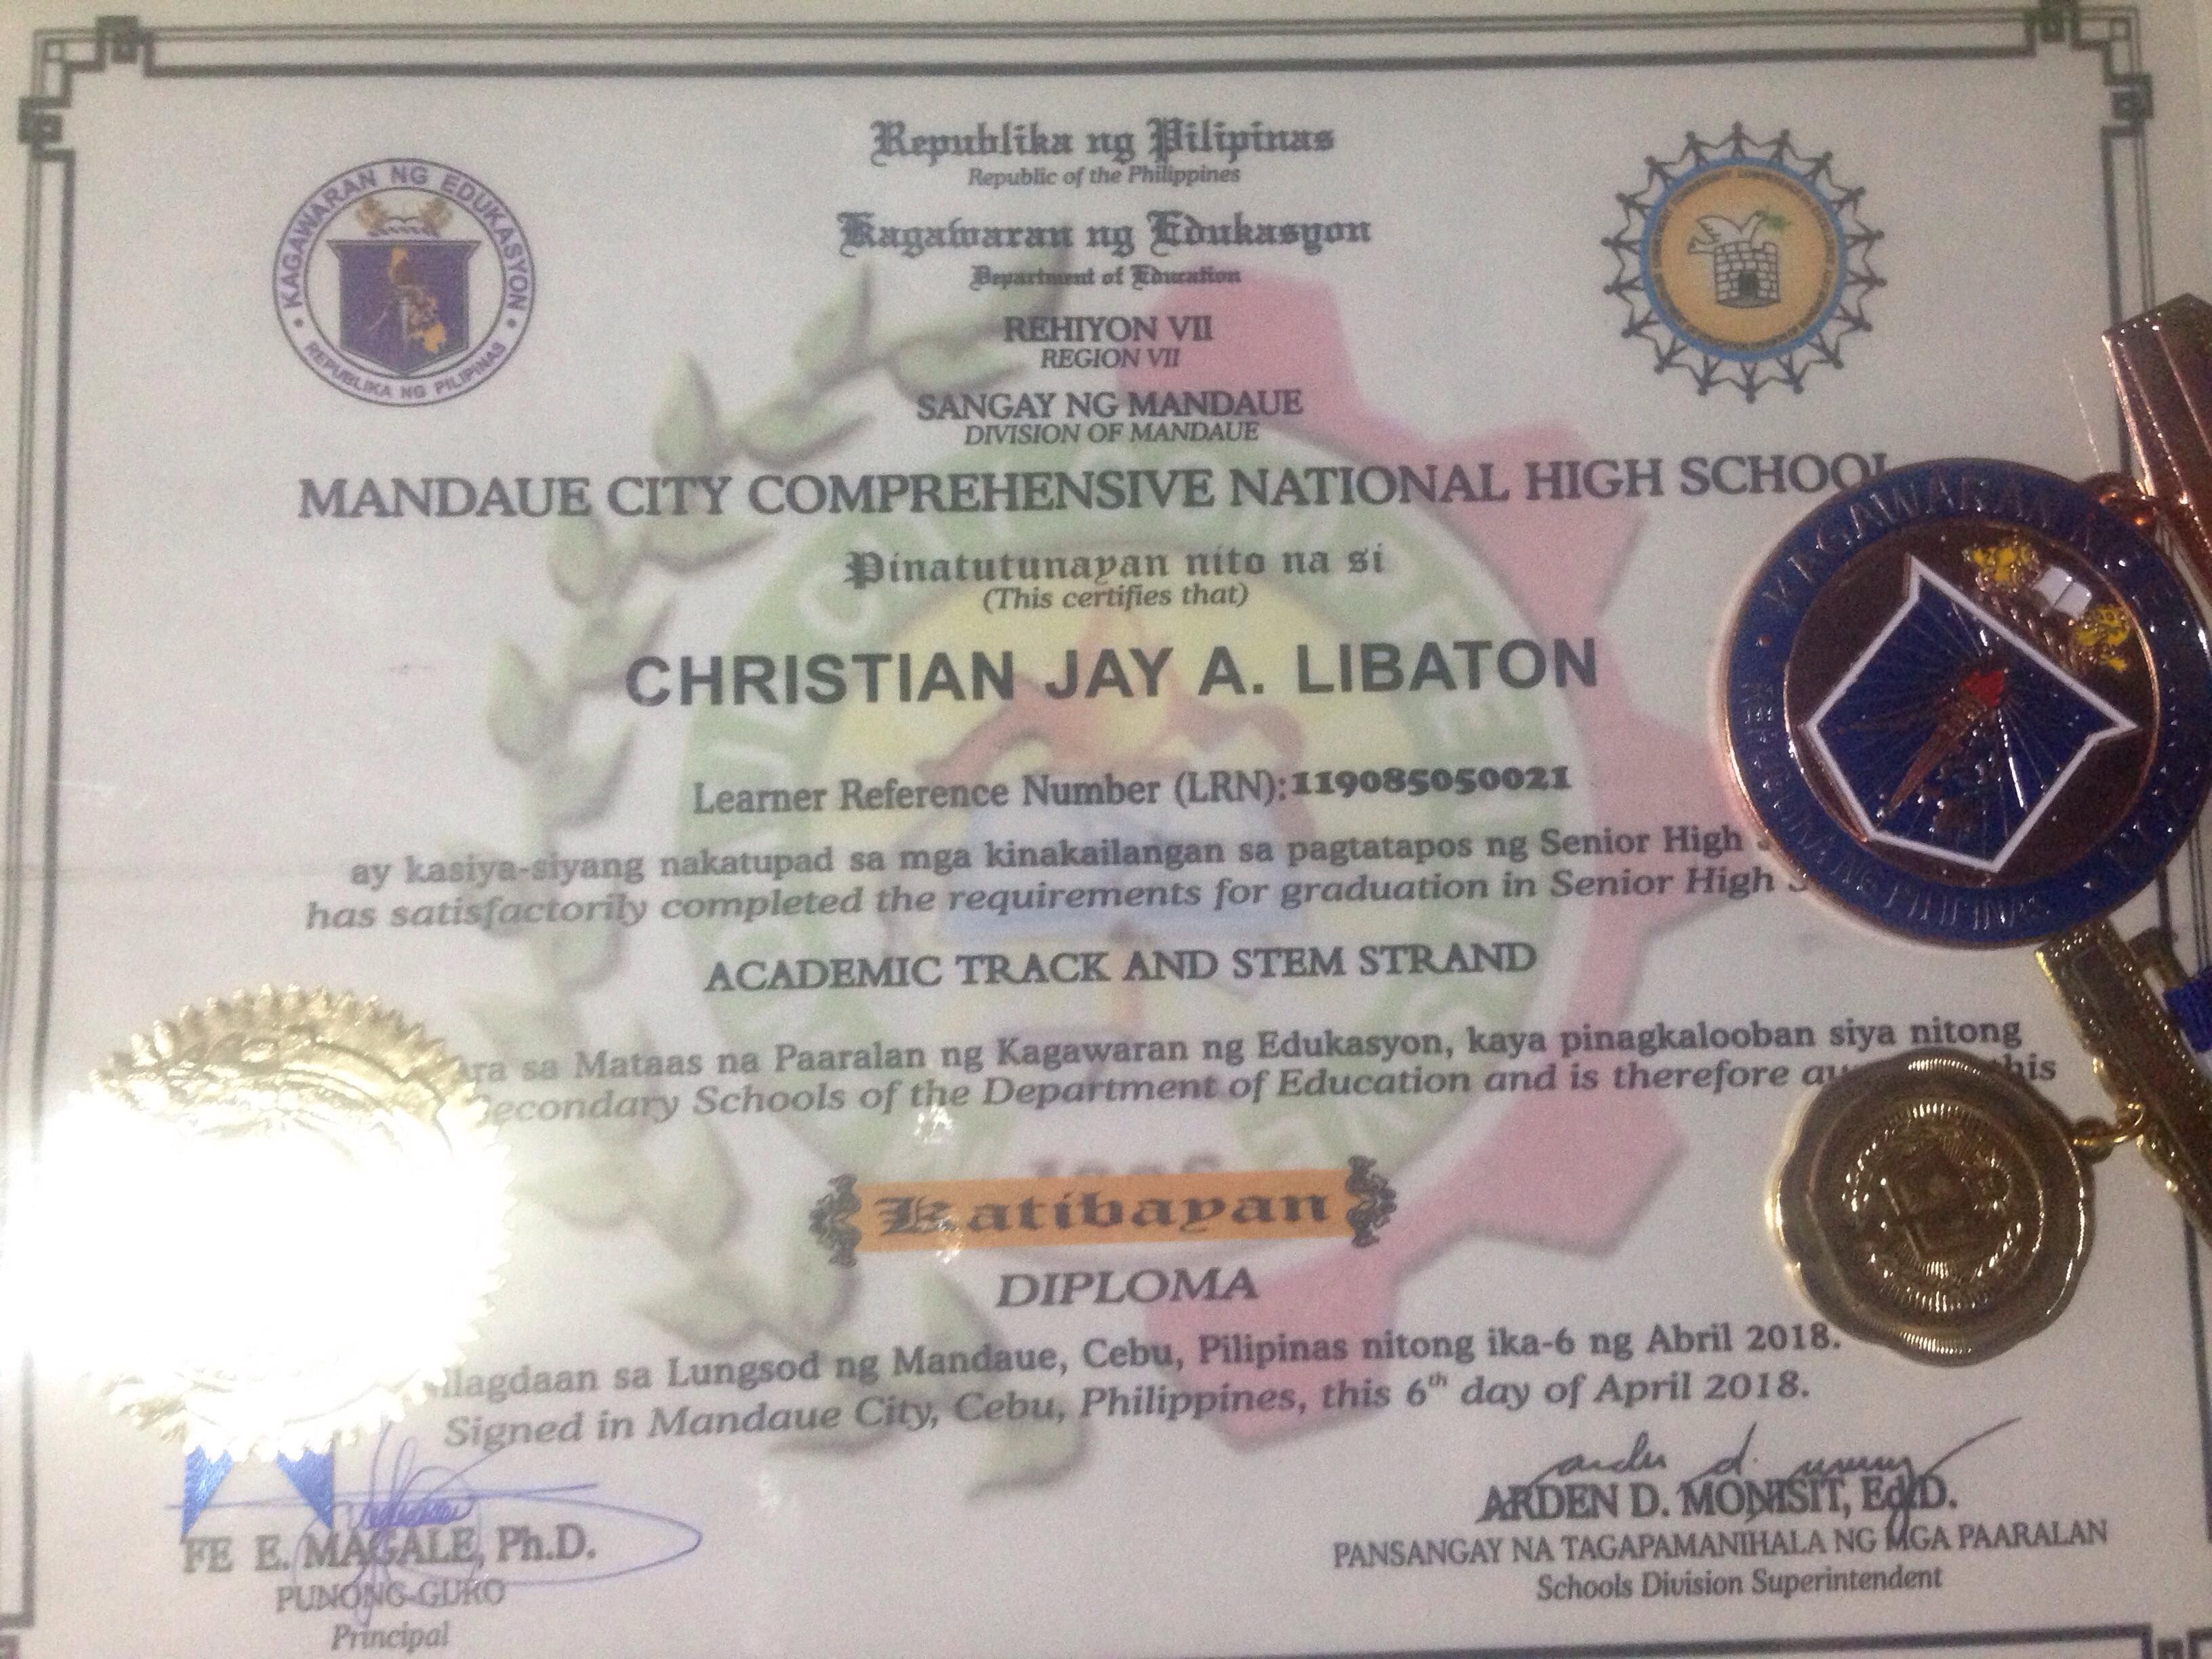 Republika ng Pilipinas
Republic of the Philippines
Kagawaran ng Edukasyon
Department of Education
REHIYON VII
REGION VII
SANGAY NG MANDAUE
DIVISION OF MANDAUE
KAGAWARAN NG EDUKASYON
REPUBLIKA NG PILIPINAS
MANDAUE CITY COMPREHENSIVE NATIONAL HIGH SCHOOL
Pinatutunayan nito na si
(This certifies that)
CHRISTIAN JAY A. LIBATON
Learner Reference Number (LRN):119085050021
ay kasiya-siyang nakatupad sa mga kinakailangan sa pagtatapos ng Senior High
has satisfactorily completed the requirements for graduation in Senior High
ACADEMIC TRACK AND STEM STRAND
sa Mataas na Paaralan ng Kagawaran ng Edukasyon, kaya pinagkalooban siya nitong
Secondary Schools of the Department of Education and is therefore this
Katibayan
DIPLOMA
sa Lungsod ng Mandaue, Cebu, Pilipinas nitong ika-6 ng Abril 2018.
Signed in Mandaue City, Cebu, Philippines, this 6th day of April 2018.
FE E. MAGALE, Ph.D.
PUNONG-GURO
Principal
ARDEN D. MONISIT, Ed.D.
PANSANGAY NA TAGAPAMANIHALA NG MGA PAARALAN
Schools Division Superintendent
KAGAWARAN NG
PILIPINAS